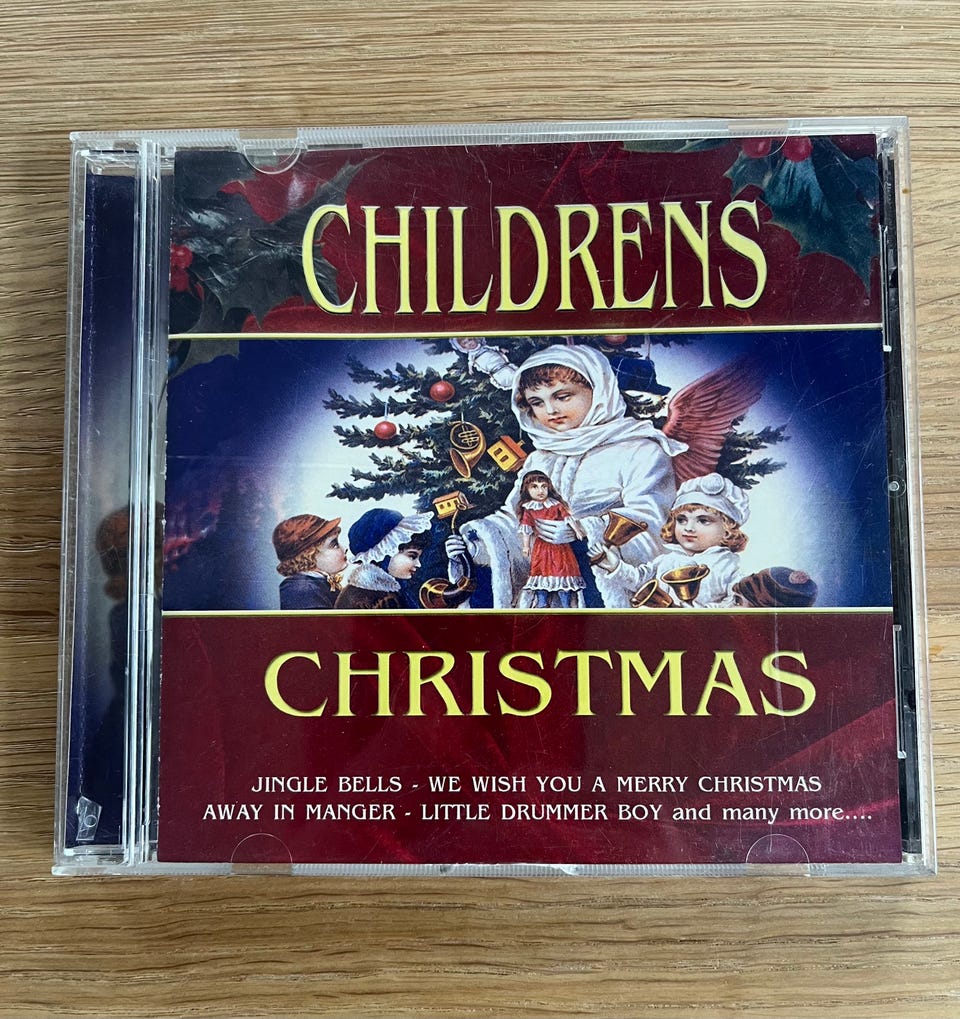 CHILDRENS
CHRISTMAS
JINGLE BELLS - WE WISH YOU A MERRY CHRISTMAS
AWAY IN MANGER - LITTLE DRUMMER BOY and many more....